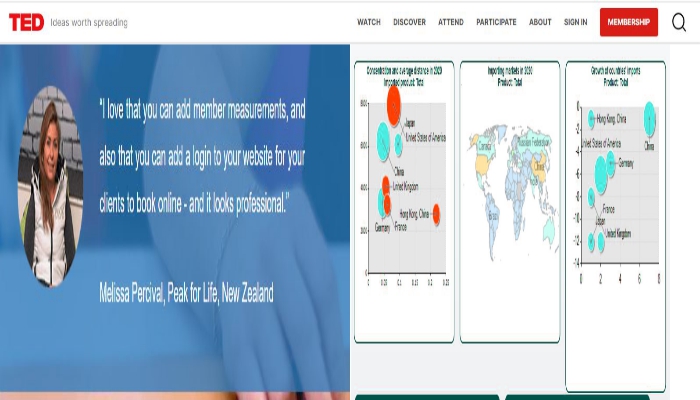 TED Ideas worth spreading
WATCH DISCOVER ATTEND PARTICIPATE ABOUT SIGN IN MEMBERSHIP
"I love that you can add member measurements, and
also that you can add a login to your website for your
clients to book online - and it looks professional."
Melissa Percival, Peak for Life, New Zealand
Concentration and average distance in 2020
Imported product: Total
Japan
United States of America
China
United Kingdom
Hong Kong, China
Germany
France
0 0.05 0.1 0.15 0.2 0.25
Importing markets in 2020
Product: Total
Canada
Russian Federation
China
Brazil
Growth of countries' imports
Product: Total
0
Hong Kong, China
-2
United States of America
China
-4
Germany
-6
-8
France
-10
Japan
-12
United Kingdom
-14
0 2 4 6 8